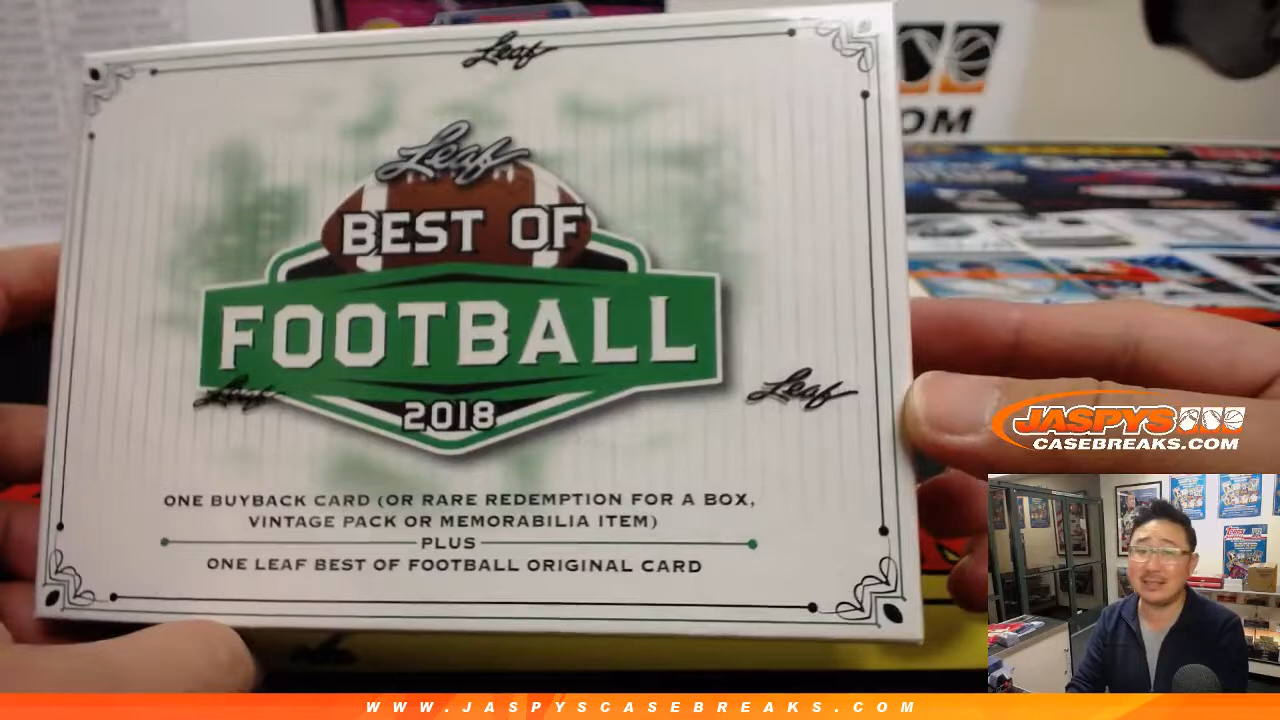 Leaf
Leaf
BEST OF
FOOTBALL
Leaf
Leaf
2018
ONE BUYBACK CARD (OR RARE REDEMPTION FOR A BOX,
VINTAGE PACK OR MEMORABILIA ITEM)
PLUS
ONE LEAF BEST OF FOOTBALL ORIGINAL CARD
.COM
JASPYS
CASEBREAKS.COM
WWW.JASPYSCASEBREAKS.COM